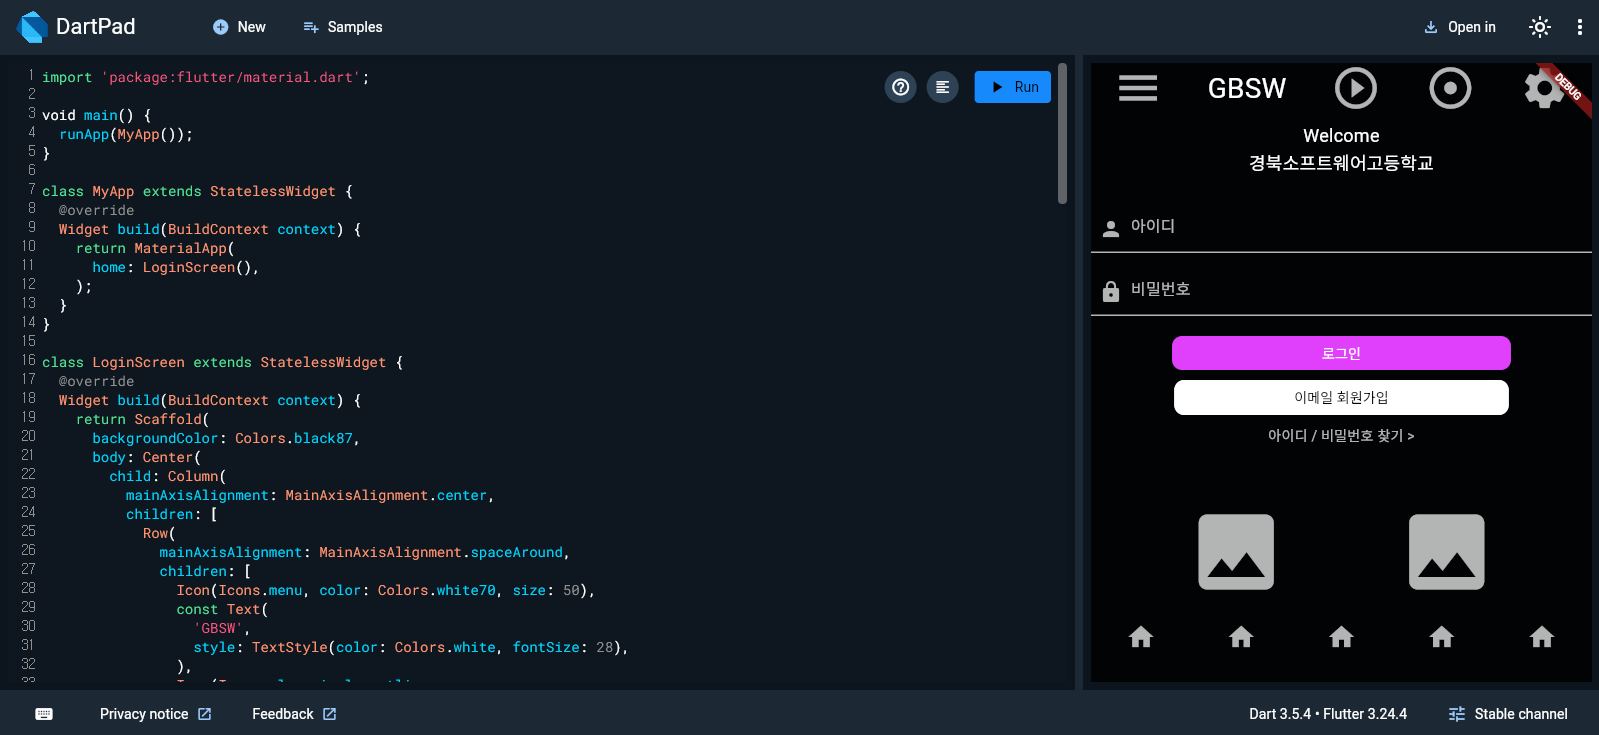 DartPad
New
Samples
Open in
1 import 'package:flutter/material.dart';
2
3 void main() {
4 runApp(MyApp());
5 }
6
7 class MyApp extends StatelessWidget {
8 @override
9 Widget build(BuildContext context) {
10 return MaterialApp(
11 home: LoginScreen(),
12 );
13 }
14 }
15
16 class LoginScreen extends StatelessWidget {
17 @override
18 Widget build(BuildContext context) {
19 return Scaffold(
20 backgroundColor: Colors.black87,
21 body: Center(
22 child: Column(
23 mainAxisAlignment: MainAxisAlignment.center,
24 children: [
25 Row(
26 mainAxisAlignment: MainAxisAlignment.spaceAround,
27 children: [
28 Icon(Icons.menu, color: Colors.white70, size: 50),
29 const Text(
30 'GBSW',
31 style: TextStyle(color: Colors.white, fontSize: 28),
32 ),
Run
GBSW
DEBUG
Welcome
경북소프트웨어고등학교
아이디
비밀번호
로그인
이메일 회원가입
아이디 / 비밀번호 찾기 >
Privacy notice
Feedback
Dart 3.5.4 • Flutter 3.24.4
Stable channel